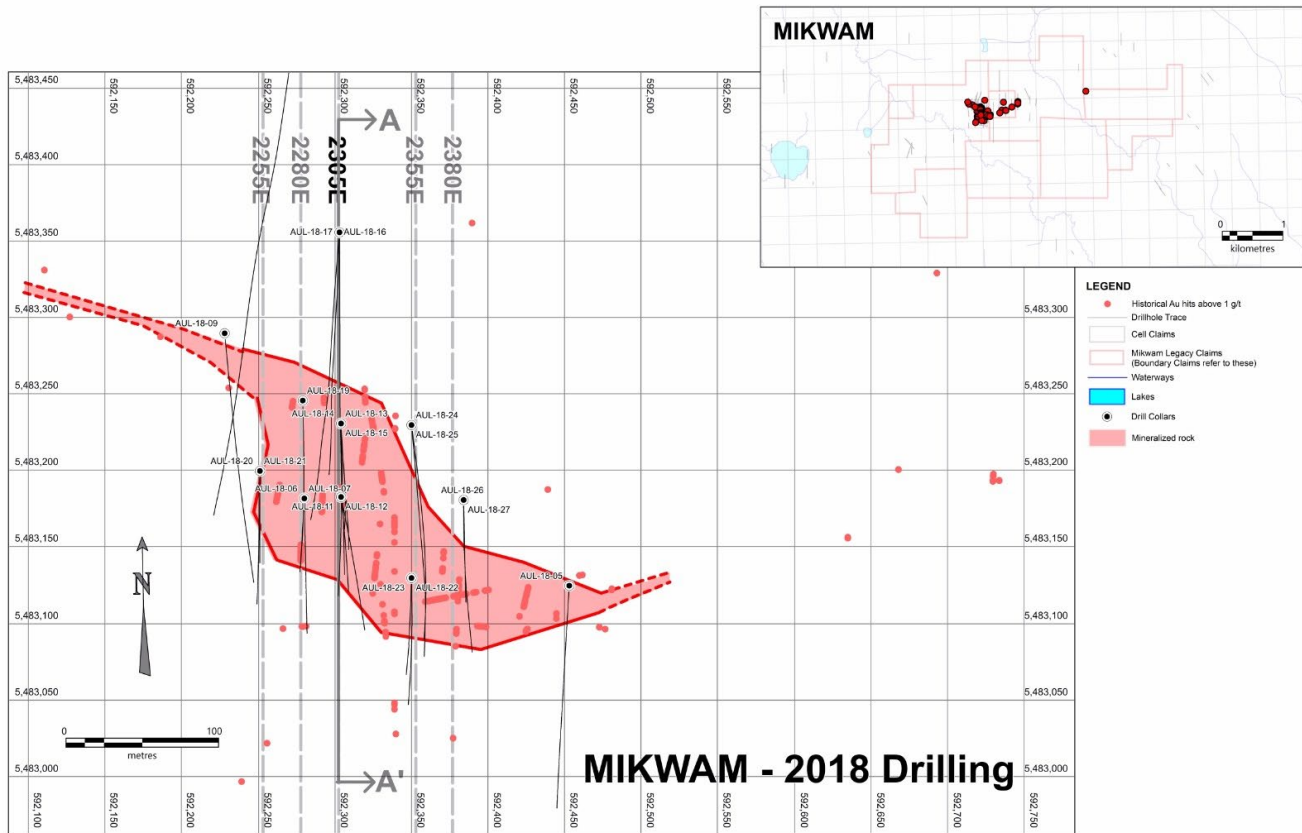 MIKWAM
0 1
kilometres
5,483,450
5,483,400
5,483,350
5,483,300
5,483,250
5,483,200
5,483,150
5,483,100
5,483,050
5,483,000
592,150
592,200
592,250
592,300
592,350
592,400
592,450
592,500
592,550
A
2255E
2280E
2305E
2355E
2380E
AUL-18-17
AUL-18-16
AUL-18-09
AUL-18-19
AUL-18-14
AUL-18-13
AUL-18-15
AUL-18-24
AUL-18-25
AUL-18-20
AUL-18-21
AUL-18-06
AUL-18-07
AUL-18-11
AUL-18-12
AUL-18-26
AUL-18-27
AUL-18-23
AUL-18-22
AUL-18-05
N
0 100
metres
A'
MIKWAM - 2018 Drilling
5,483,300
5,483,250
5,483,200
5,483,150
5,483,100
5,483,050
5,483,000
592,100
592,150
592,200
592,250
592,300
592,350
592,400
592,450
592,500
592,550
592,600
592,650
592,700
592,750
LEGEND
Historical Au hits above 1 g/t
Drillhole Trace
Cell Claims
Mikwam Legacy Claims
(Boundary Claims refer to these)
Waterways
Lakes
Drill Collars
Mineralized rock